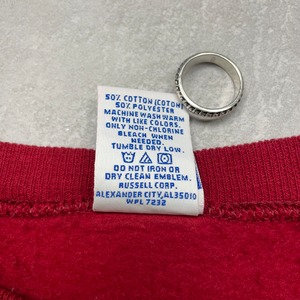 50% COTTON (COTON)
50% POLYESTER
MACHINE WASH WARM
WITH LIKE COLORS.
ONLY NON-CHLORINE
BLEACH WHEN
NEEDED.
TUMBLE DRY LOW.
DO NOT IRON OR
DRY CLEAN EMBLEM.
RUSSELL CORP.
ALEXANDER CITY, AL35010
WPL 7232